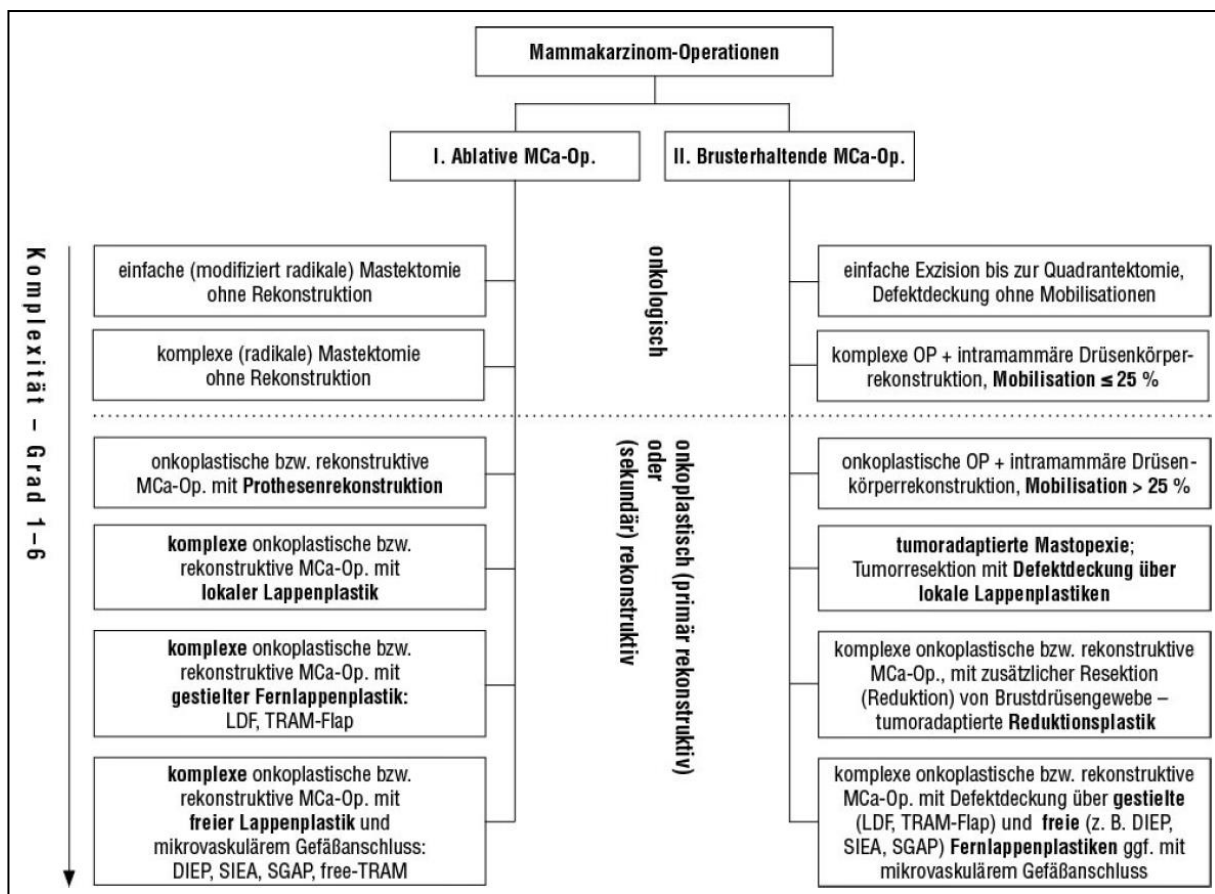 Mammakarzinom-Operationen
I. Ablative MCa-Op.
II. Brusterhaltende MCa-Op.
Komplexität – Grad 1–6
onkologisch
onkoplastisch (primär rekonstruktiv)
oder
(sekundär) rekonstruktiv
einfache (modifiziert radikale) Mastektomie
ohne Rekonstruktion
einfache Exzision bis zur Quadrantektomie,
Defektdeckung ohne Mobilisationen
komplexe (radikale) Mastektomie
ohne Rekonstruktion
komplexe OP + intramammäre Drüsenkörper-
rekonstruktion, Mobilisation ≤ 25 %
onkoplastische bzw. rekonstruktive
MCa-Op. mit Prothesenrekonstruktion
onkoplastische OP + intramammäre Drüsen-
körperrekonstruktion, Mobilisation > 25 %
komplexe onkoplastische bzw.
rekonstruktive MCa-Op. mit
lokaler Lappenplastik
tumoradaptierte Mastopexie;
Tumorresektion mit Defektdeckung über
lokale Lappenplastiken
komplexe onkoplastische bzw.
rekonstruktive MCa-Op. mit
gestielter Fernlappenplastik:
LDF, TRAM-Flap
komplexe onkoplastische bzw. rekonstruktive
MCa-Op., mit zusätzlicher Resektion
(Reduktion) von Brustdrüsengewebe –
tumoradaptierte Reduktionsplastik
komplexe onkoplastische bzw.
rekonstruktive MCa-Op. mit
freier Lappenplastik und
mikrovaskulärem Gefäßanschluss:
DIEP, SIEA, SGAP, free-TRAM
komplexe onkoplastische bzw. rekonstruktive
MCa-Op. mit Defektdeckung über gestielte
(LDF, TRAM-Flap) und freie (z. B. DIEP,
SIEA, SGAP) Fernlappenplastiken ggf. mit
mikrovaskulärem Gefäßanschluss